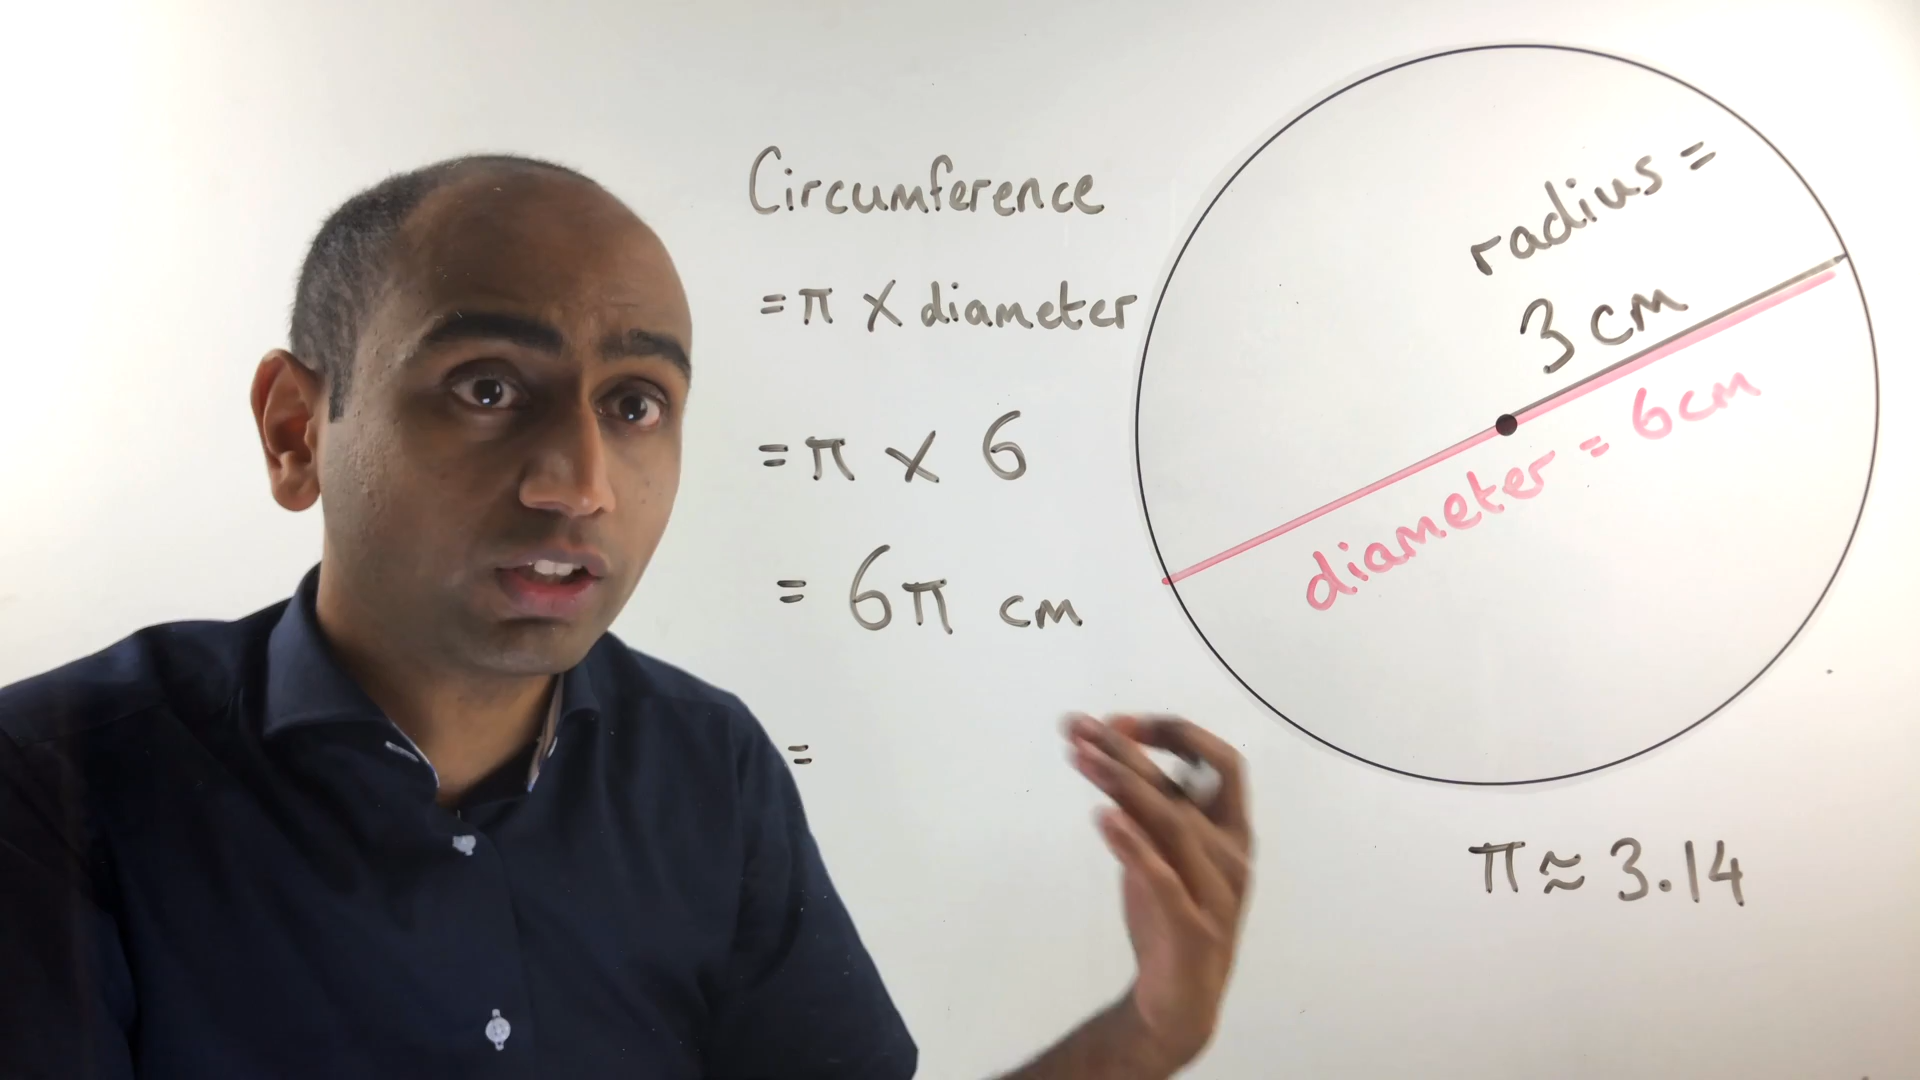 Circumference
= π × diameter
= π × 6
= 6π cm
=
radius =
3 cm
diameter = 6cm
π ≈ 3.14